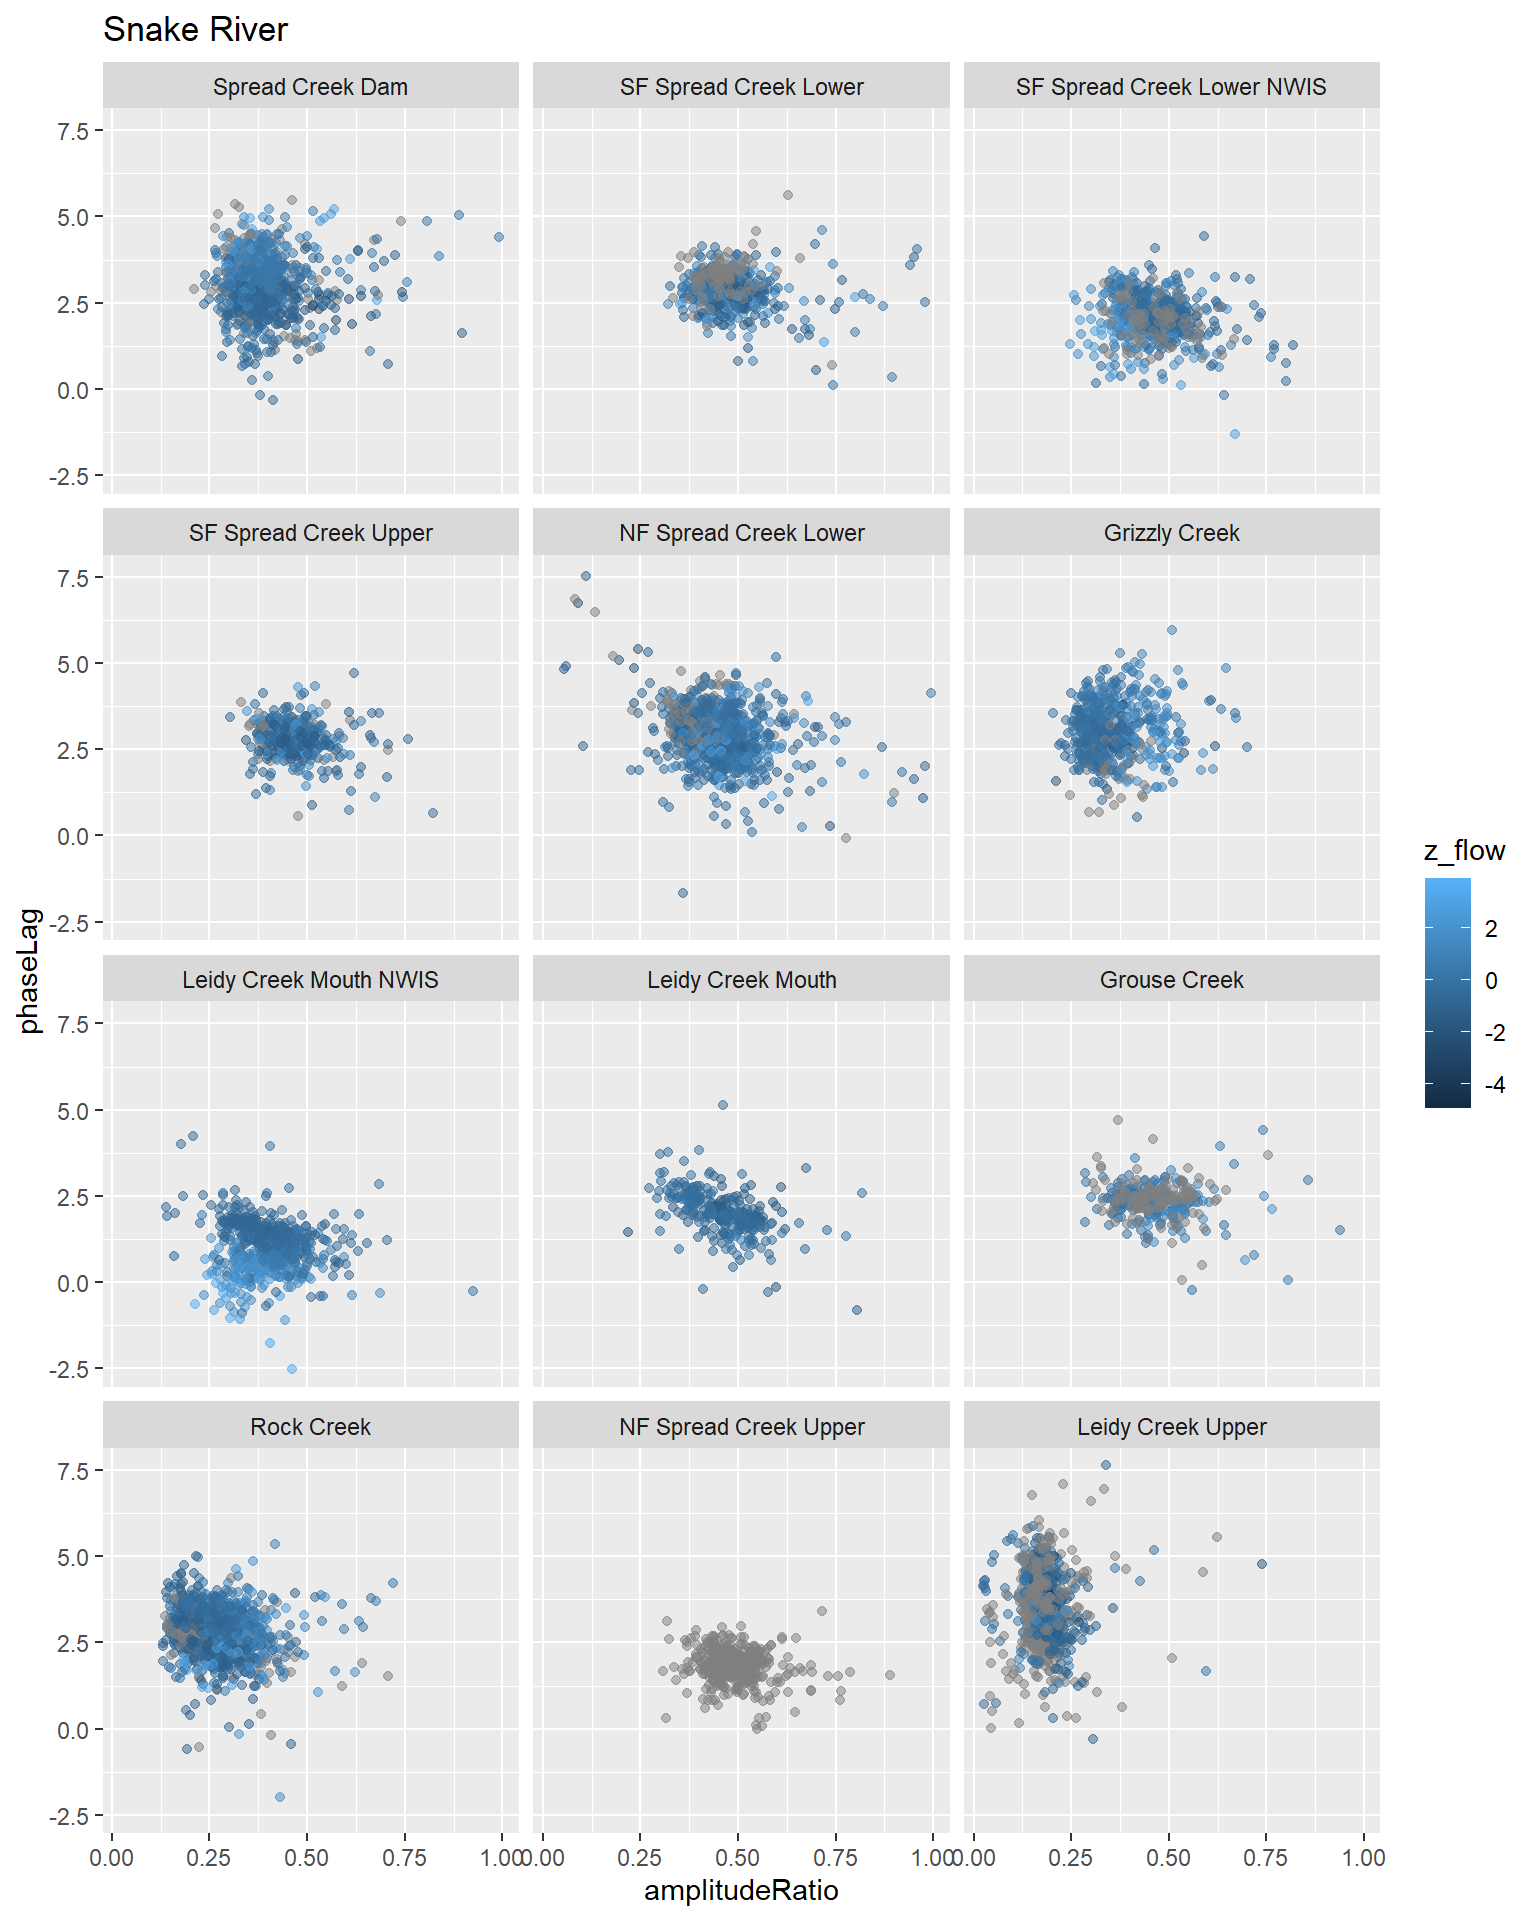 Snake River
Spread Creek Dam
SF Spread Creek Lower
SF Spread Creek Lower NWIS
7.5
5.0
2.5
0.0
-2.5
SF Spread Creek Upper
NF Spread Creek Lower
Grizzly Creek
7.5
5.0
2.5
0.0
-2.5
Leidy Creek Mouth NWIS
Leidy Creek Mouth
Grouse Creek
7.5
5.0
2.5
0.0
-2.5
Rock Creek
NF Spread Creek Upper
Leidy Creek Upper
7.5
5.0
2.5
0.0
-2.5
0.00 0.25 0.50 0.75 1.00
0.00 0.25 0.50 0.75 1.00
0.00 0.25 0.50 0.75 1.00
amplitudeRatio
phaseLag
z_flow
2
0
-2
-4